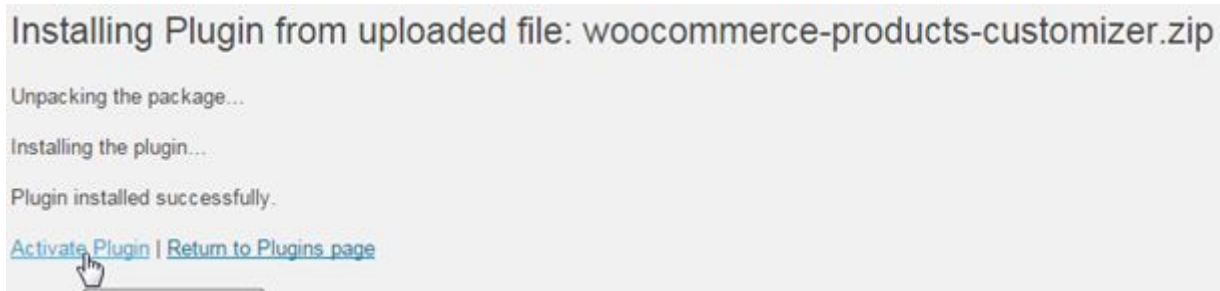 Installing Plugin from uploaded file: woocommerce-products-customizer.zip
Unpacking the package...
Installing the plugin...
Plugin installed successfully.
Activate Plugin | Return to Plugins page